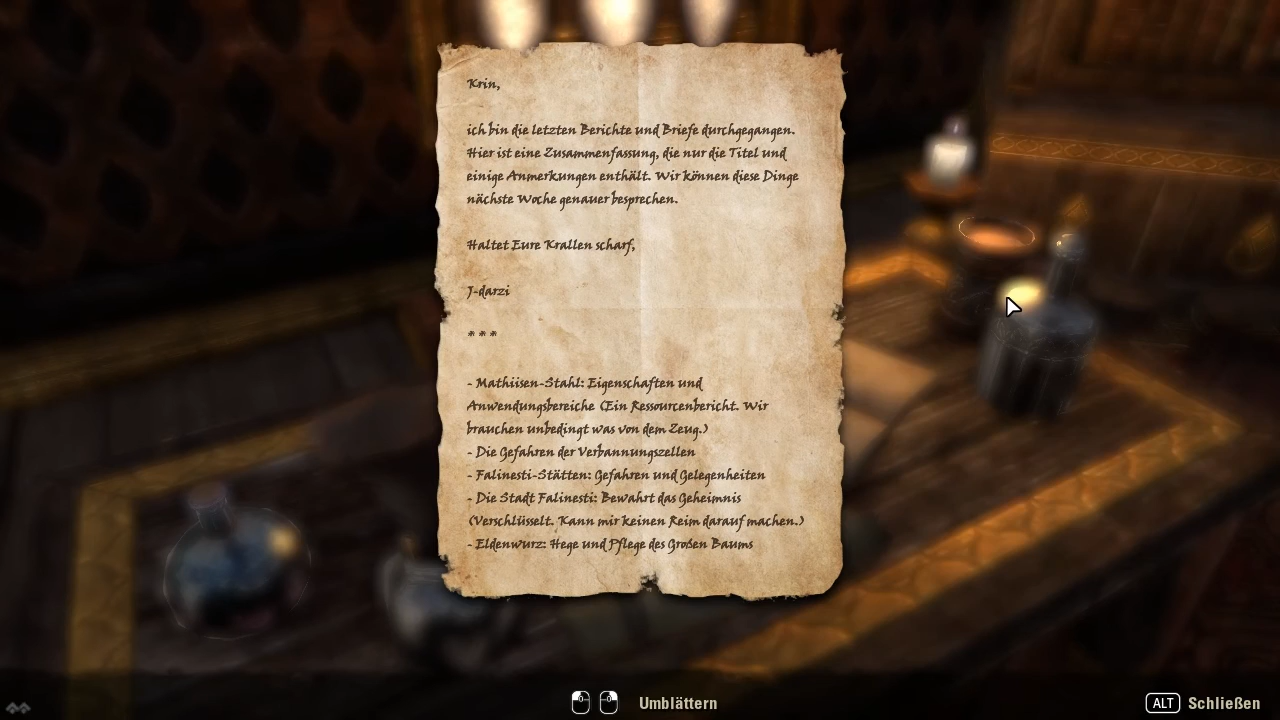 Krin,
ich bin die letzten Berichte und Briefe durchgegangen.
Hier ist eine Zusammenfassung, die nur die Titel und
einige Anmerkungen enthält. Wir können diese Dinge
nächste Woche genauer besprechen.
Haltet Eure Krallen scharf,
J-darzi
* * *
- Mathiisen-Stahl: Eigenschaften und
Anwendungsbereiche (Ein Ressourcenbericht. Wir
brauchen unbedingt was von dem Zeug.)
- Die Gefahren der Verbannungszellen
- Falinesti-Stätten: Gefahren und Gelegenheiten
- Die Stadt Falinesti: Bewahrt das Geheimnis
(Verschlüsselt. Kann mir keinen Reim darauf machen.)
- Eldenwurz: Hege und Pflege des Großen Baums
Umblättern
ALT Schließen